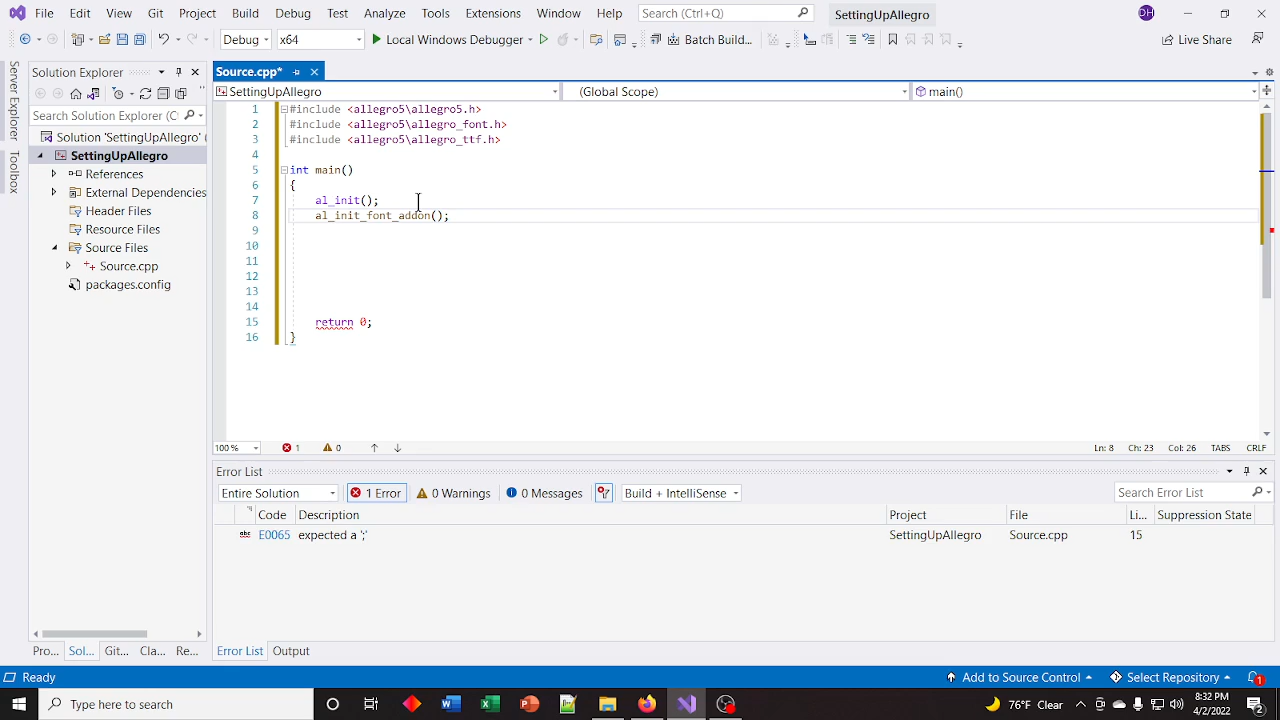 File Edit View Git Project Build Debug Test Analyze Tools Extensions Window Help Search (Ctrl+Q) SettingUpAllegro DH
Debug x64 Local Windows Debugger Batch Build... Live Share
Server Explorer
Toolbox
Solution Explorer
Search Solution Explorer
Solution 'SettingUpAllegro' (
SettingUpAllegro
References
External Dependencies
Header Files
Resource Files
Source Files
Source.cpp
packages.config
Source.cpp*
SettingUpAllegro (Global Scope) main()
1 #include <allegro5\allegro5.h>
2 #include <allegro5\allegro_font.h>
3 #include <allegro5\allegro_ttf.h>
4
5 int main()
6 {
7 al_init();
8 al_init_font_addon();
9
10
11
12
13
14
15 return 0;
16 }
100 % 1 0 Ln: 8 Ch: 23 Col: 26 TABS CRLF
Error List
Entire Solution 1 Error 0 Warnings 0 Messages Build + IntelliSense Search Error List
Code Description Project File Li... Suppression State
abc E0065 expected a ';' SettingUpAllegro Source.cpp 15
Pro... Sol... Git... Cla... Re... Error List Output
Ready Add to Source Control Select Repository 1
Type here to search 76°F Clear 8:32 PM
4/2/2022